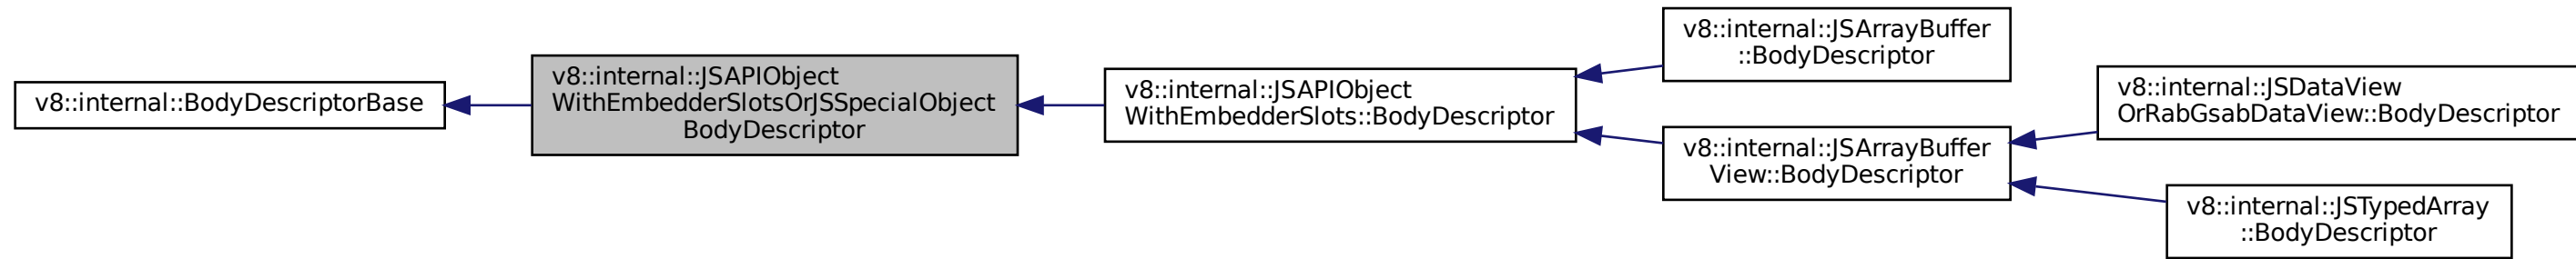 v8::internal::BodyDescriptorBase
v8::internal::JSAPIObject
WithEmbedderSlotsOrJSSpecialObject
BodyDescriptor
v8::internal::JSAPIObject
WithEmbedderSlots::BodyDescriptor
v8::internal::JSArrayBuffer
::BodyDescriptor
v8::internal::JSArrayBuffer
View::BodyDescriptor
v8::internal::JSDataView
OrRabGsabDataView::BodyDescriptor
v8::internal::JSTypedArray
::BodyDescriptor